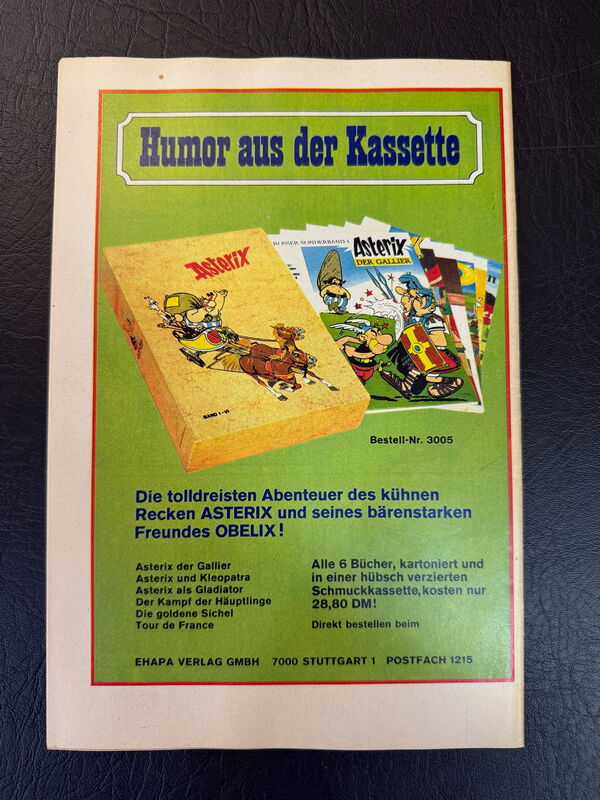 Humor aus der Kassette
Asterix
BAND I-VI
GROSSER SONDERBAND I
Asterix
DER GALLIER
Bestell-Nr. 3005
Die tolldreisten Abenteuer des kühnen
Recken ASTERIX und seines bärenstarken
Freundes OBELIX!
Asterix der Gallier
Asterix und Kleopatra
Asterix als Gladiator
Der Kampf der Häuptlinge
Die goldene Sichel
Tour de France
Alle 6 Bücher, kartoniert und
in einer hübsch verzierten
Schmuckkassette,kosten nur
28,80 DM!
Direkt bestellen beim
EHAPA VERLAG GMBH 7000 STUTTGART 1 POSTFACH 1215